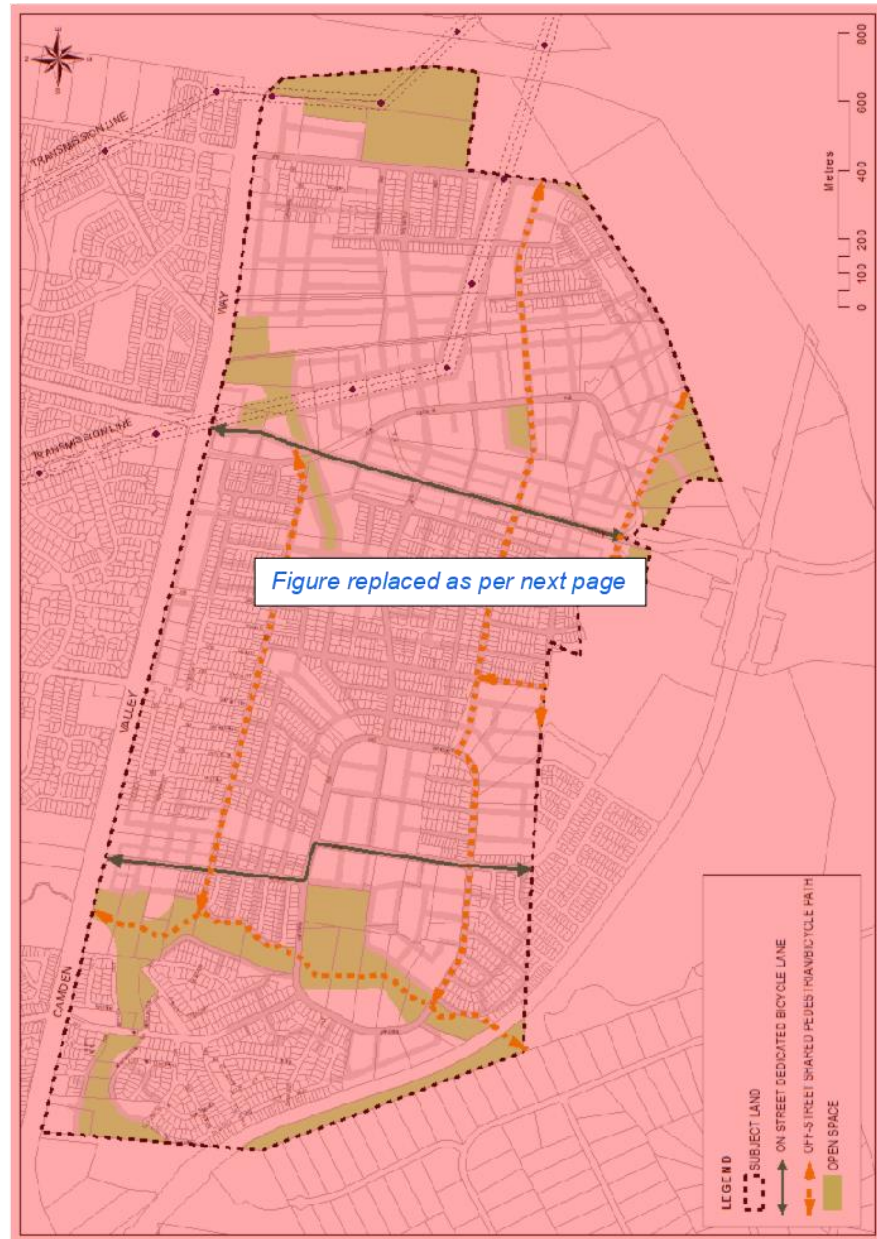 TRANSMISSION LINE
TRANSMISSION LINE
CAMDEN
VALLEY
WAY
Figure replaced as per next page
Metres
0 100 200 400 600 800
LEGEND
SUBJECT LAND
ON STREET DEDICATED BICYCLE LANE
OFF-STREET SHARED PEDESTRIAN/BICYCLE PATH
OPEN SPACE